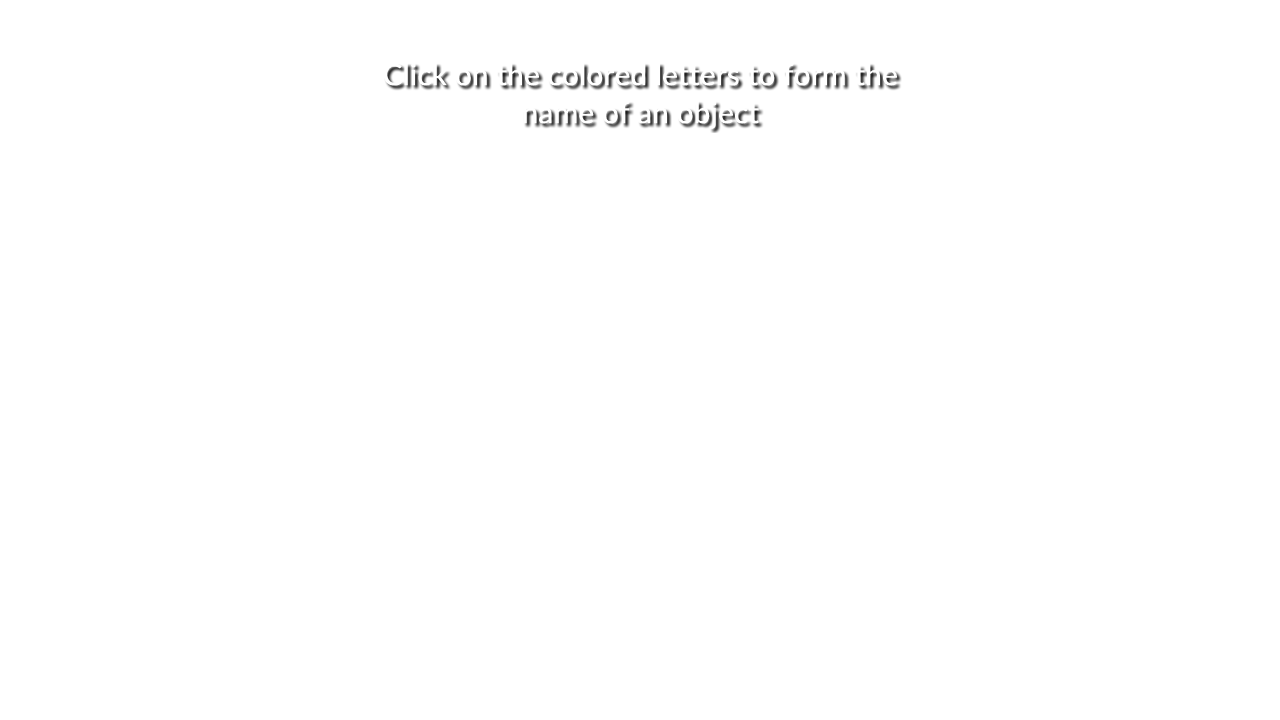 Click on the colored letters to form the
name of an object